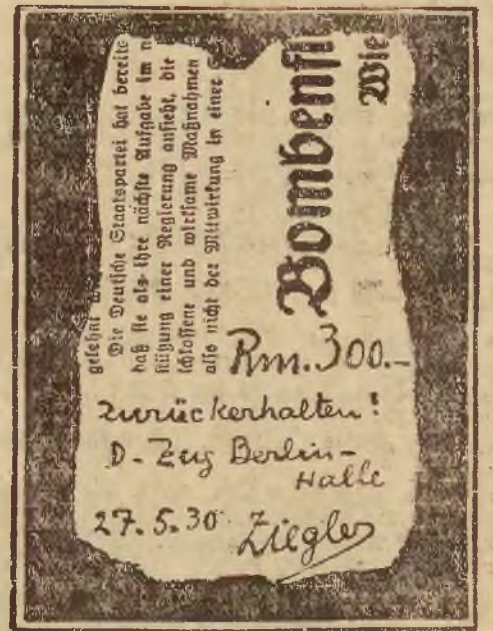 gelehnt
Die Deutsche Staatspartei hat bereits
daß sie als ihre nächste Aufgabe im n
stützung einer Regierung ansieht, die
schlossene und wirksame Maßnahmen
also nicht der Mitwirkung in einer
Bombenfu
Wie
Rm. 300.-
zurückerhalten!
D-Zug Berlin-
Halle
27.5.30 Ziegler